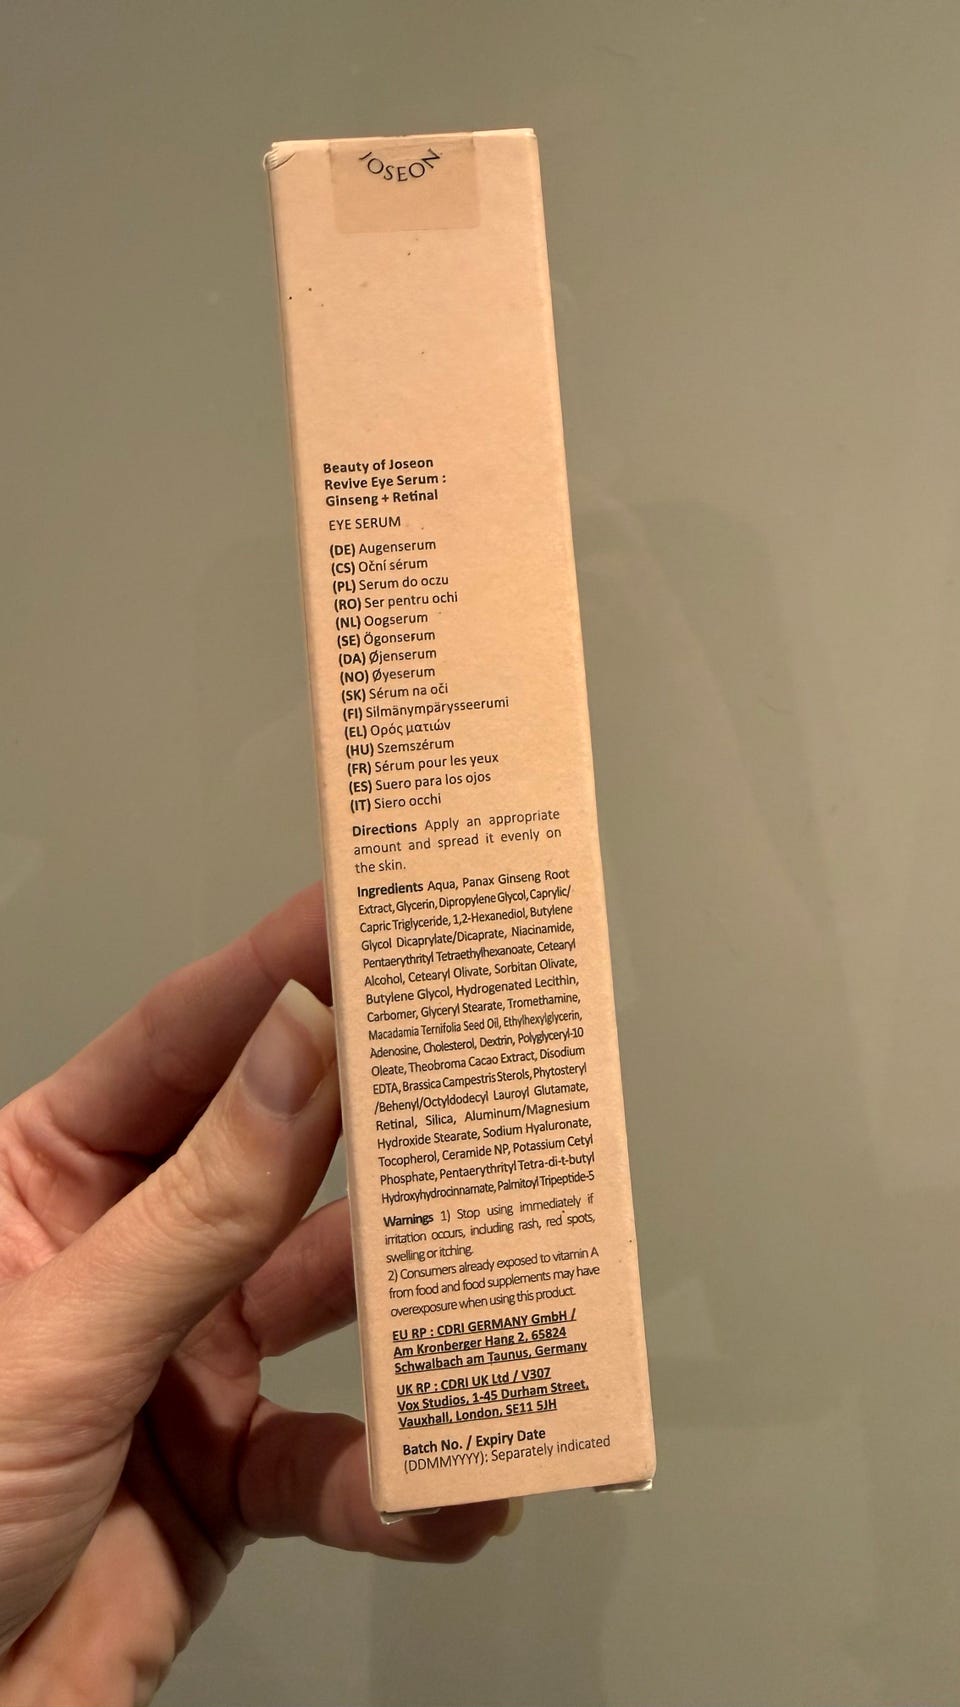 JOSEON
Beauty of Joseon
Revive Eye Serum :
Ginseng + Retinal
EYE SERUM
(DE) Augenserum
(CS) Oční sérum
(PL) Serum do oczu
(RO) Ser pentru ochi
(NL) Oogserum
(SE) Ögonserum
(DA) Øjenserum
(NO) Øyeserum
(SK) Sérum na oči
(FI) Silmänympärysseerumi
(EL) Ορός ματιών
(HU) Szemszérum
(FR) Sérum pour les yeux
(ES) Suero para los ojos
(IT) Siero occhi
Directions Apply an appropriate
amount and spread it evenly on
the skin.
Ingredients Aqua, Panax Ginseng Root
Extract, Glycerin, Dipropylene Glycol, Caprylic/
Capric Triglyceride, 1,2-Hexanediol, Butylene
Glycol Dicaprylate/Dicaprate, Niacinamide,
Pentaerythrityl Tetraethylhexanoate, Cetearyl
Alcohol, Cetearyl Olivate, Sorbitan Olivate,
Butylene Glycol, Hydrogenated Lecithin,
Carbomer, Glyceryl Stearate, Tromethamine,
Macadamia Ternifolia Seed Oil, Ethylhexylglycerin,
Adenosine, Cholesterol, Dextrin, Polyglyceryl-10
Oleate, Theobroma Cacao Extract, Disodium
EDTA, Brassica Campestris Sterols, Phytosteryl
/Behenyl/Octyldodecyl Lauroyl Glutamate,
Retinal, Silica, Aluminum/Magnesium
Hydroxide Stearate, Sodium Hyaluronate,
Tocopherol, Ceramide NP, Potassium Cetyl
Phosphate, Pentaerythrityl Tetra-di-t-butyl
Hydroxyhydrocinnamate, Palmitoyl Tripeptide-5
Warnings 1) Stop using immediately if
irritation occurs, including rash, red spots,
swelling or itching.
2) Consumers already exposed to vitamin A
from food and food supplements may have
overexposure when using this product.
EU RP : CDRI GERMANY GmbH /
Am Kronberger Hang 2, 65824
Schwalbach am Taunus, Germany
UK RP : CDRI UK Ltd / V307
Vox Studios, 1-45 Durham Street,
Vauxhall, London, SE11 5JH
Batch No. / Expiry Date
(DDMMYYYY): Separately indicated